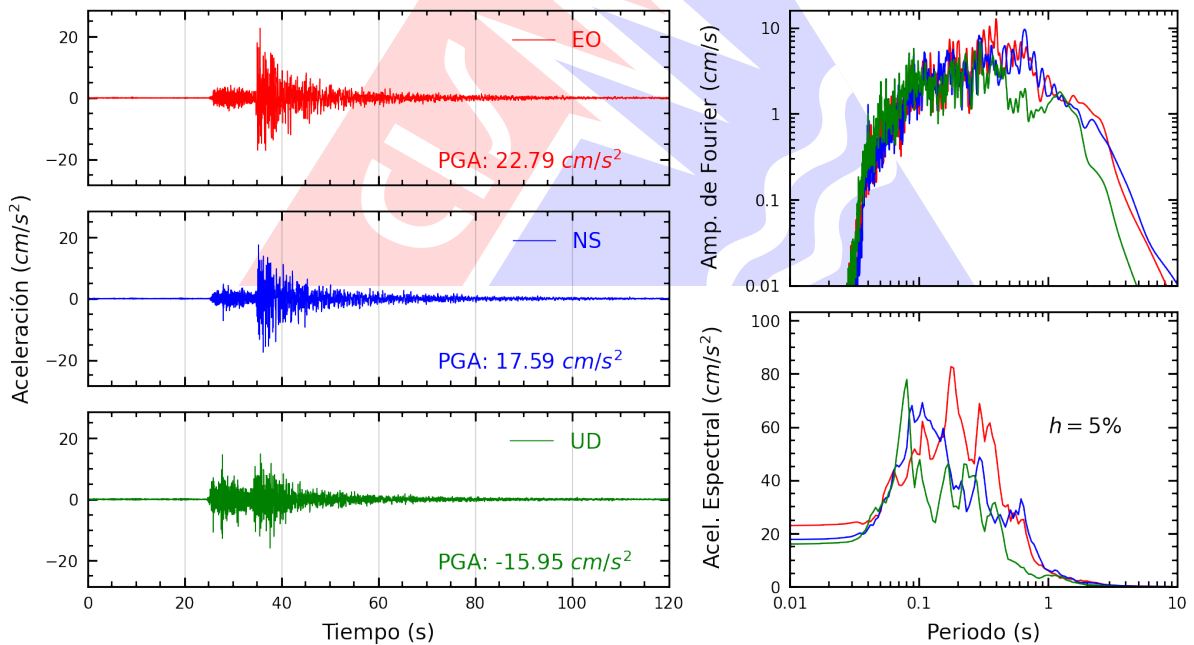 Aceleración (cm/s²)
20
0
−20
EO
PGA: 22.79 cm/s²
20
0
−20
NS
PGA: 17.59 cm/s²
20
0
−20
UD
PGA: -15.95 cm/s²
0 20 40 60 80 100 120
Tiempo (s)
Amp. de Fourier (cm/s)
10
1
0.1
0.01
Acel. Espectral (cm/s²)
100
80
60
40
20
0
h = 5%
0.01 0.1 1 10
Periodo (s)